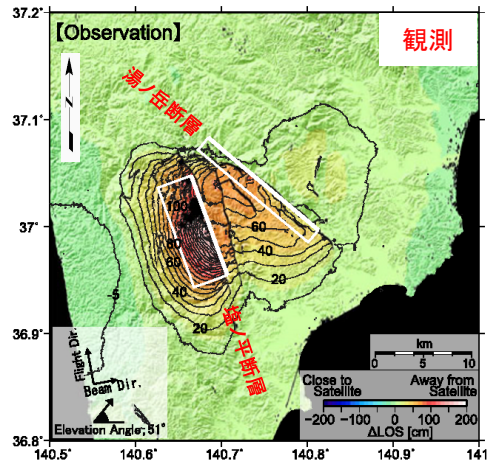 37.2°
【Observation】
観測
湯ノ岳断層
37.1°
100
60
37°
80
60
40
40
20
-5
20
塩ノ平断層
36.9°
km
0 5 10
Flight Dir.
Beam Dir.
Elevation Angle; 51°
Close to Satellite
Away from Satellite
-200 -100 0 100 200
ΔLOS [cm]
36.8°
140.5° 140.6° 140.7° 140.8° 140.9° 141°